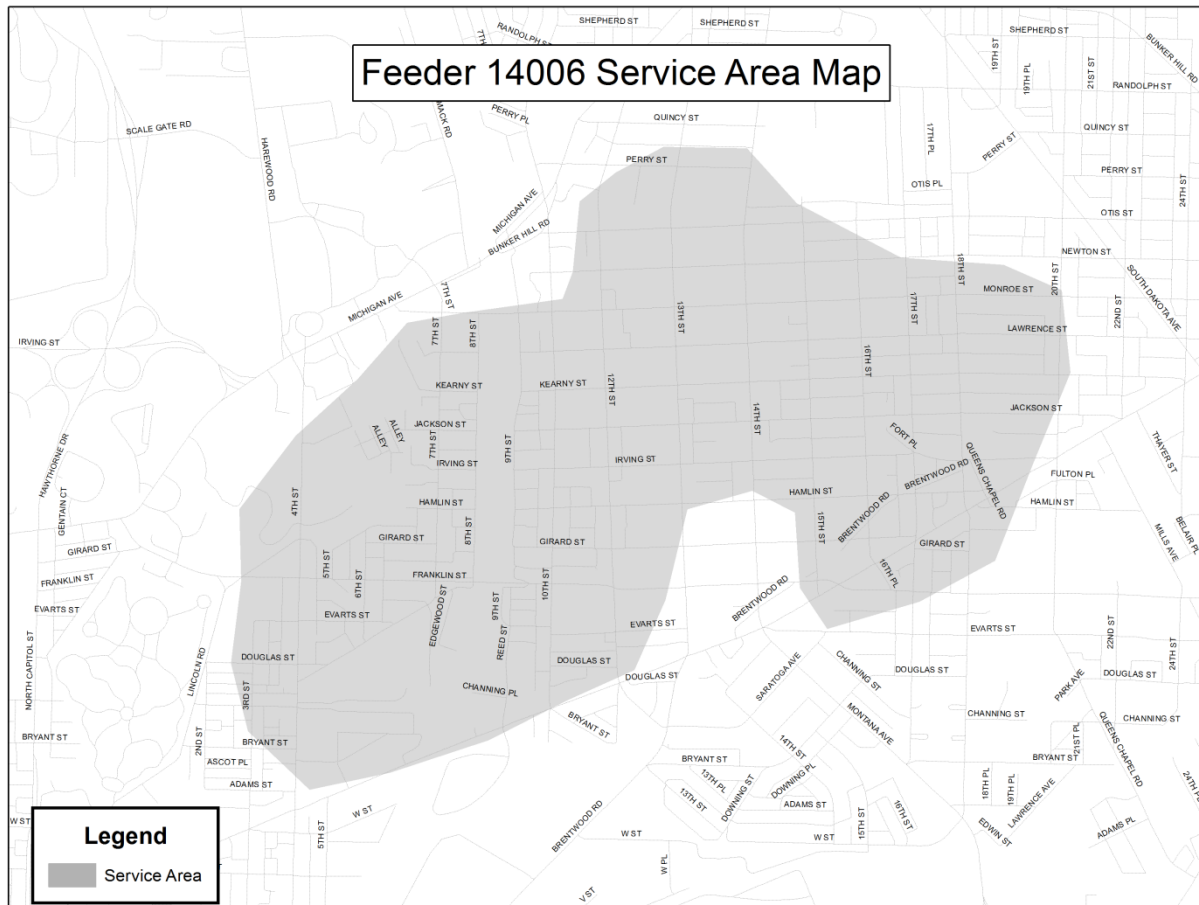 SHEPHERD ST
SHEPHERD ST
SHEPHERD ST
RANDOLPH ST
7TH ST
BUNKER HILL RD
Feeder 14006 Service Area Map
19TH ST
19TH PL
21ST ST
RANDOLPH ST
PERRY PL
QUINCY ST
QUINCY ST
SCALE GATE RD
HAREWOOD RD
17TH PL
PERRY ST
PERRY ST
PERRY ST
24TH ST
OTIS PL
OTIS ST
MICHIGAN AVE
BUNKER HILL RD
NEWTON ST
18TH ST
20TH ST
SOUTH DAKOTA AVE
MICHIGAN AVE
7TH ST
MONROE ST
13TH ST
17TH ST
22ND ST
LAWRENCE ST
IRVING ST
7TH ST
8TH ST
16TH ST
KEARNY ST
KEARNY ST
12TH ST
JACKSON ST
ALLEY
ALLEY
JACKSON ST
14TH ST
FORT PL
7TH ST
9TH ST
IRVING ST
IRVING ST
HAWTHORNE DR
THAYER ST
QUEENS CHAPEL RD
BRENTWOOD RD
FULTON PL
4TH ST
HAMLIN ST
HAMLIN ST
HAMLIN ST
GENTAIN CT
BRENTWOOD RD
15TH ST
BELAIR PL
MILLS AVE
8TH ST
GIRARD ST
GIRARD ST
GIRARD ST
GIRARD ST
5TH ST
6TH ST
FRANKLIN ST
FRANKLIN ST
10TH ST
16TH PL
EVARTS ST
EVARTS ST
EDGEWOOD ST
9TH ST
BRENTWOOD RD
EVARTS ST
EVARTS ST
REED ST
22ND ST
24TH ST
DOUGLAS ST
DOUGLAS ST
DOUGLAS ST
DOUGLAS ST
DOUGLAS ST
NORTH CAPITOL ST
LINCOLN RD
3RD ST
CHANNING PL
SARATOGA AVE
CHANNING ST
PARK AVE
MONTANA AVE
CHANNING ST
CHANNING ST
BRYANT ST
2ND ST
BRYANT ST
BRYANT ST
14TH ST
21ST PL
QUEENS CHAPEL RD
ASCOT PL
BRYANT ST
BRYANT ST
ADAMS ST
13TH PL
13TH ST
DOWNING ST
DOWNING PL
ADAMS ST
18TH PL
19TH PL
LAWRENCE AVE
W ST
5TH ST
BRENTWOOD RD
W ST
W ST
15TH ST
16TH ST
EDWIN ST
ADAMS PL
W PL
V ST
Legend
Service Area